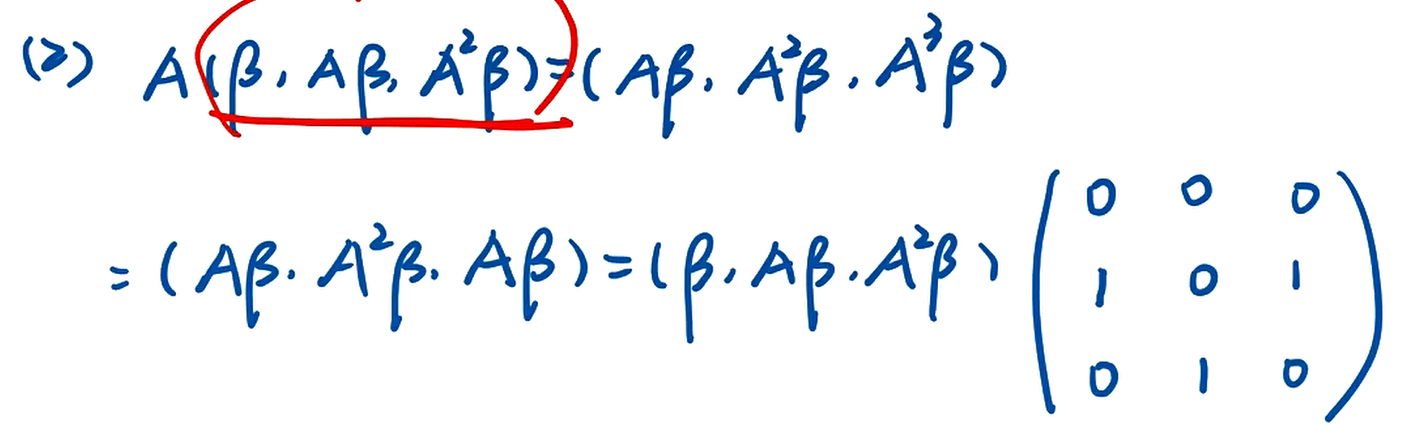 (2) A(β, Aβ, A²β) = (Aβ, A²β, A³β)
= (Aβ, A²β, Aβ) = (β, Aβ, A²β) ( 0 0 0
1 0 1
0 1 0 )